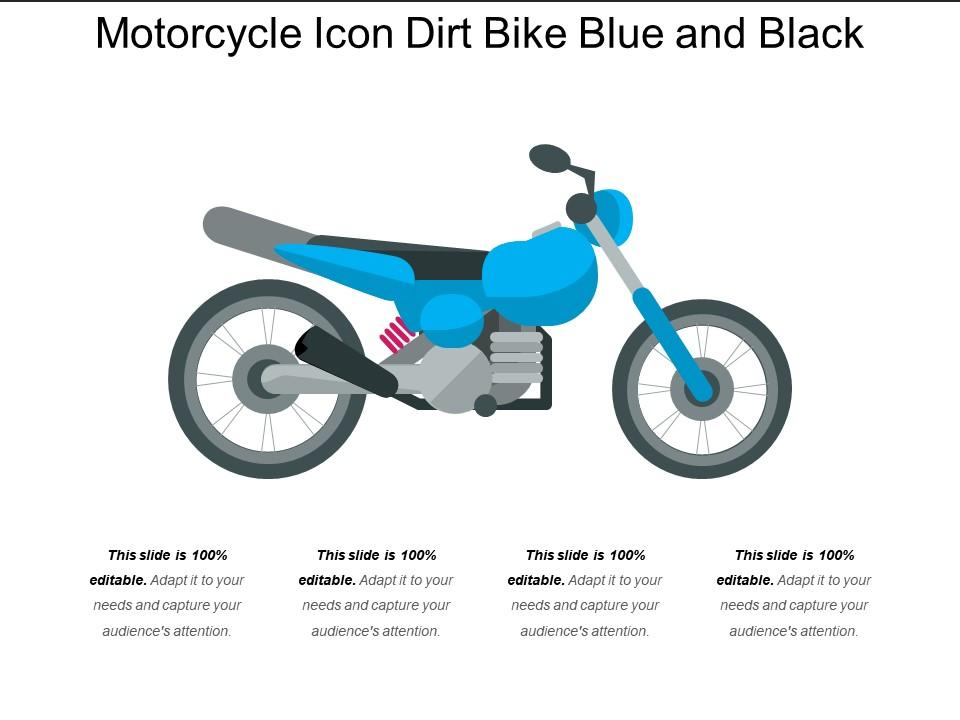 Motorcycle Icon Dirt Bike Blue and Black
This slide is 100%
editable. Adapt it to your
needs and capture your
audience's attention.
This slide is 100%
editable. Adapt it to your
needs and capture your
audience's attention.
This slide is 100%
editable. Adapt it to your
needs and capture your
audience's attention.
This slide is 100%
editable. Adapt it to your
needs and capture your
audience's attention.